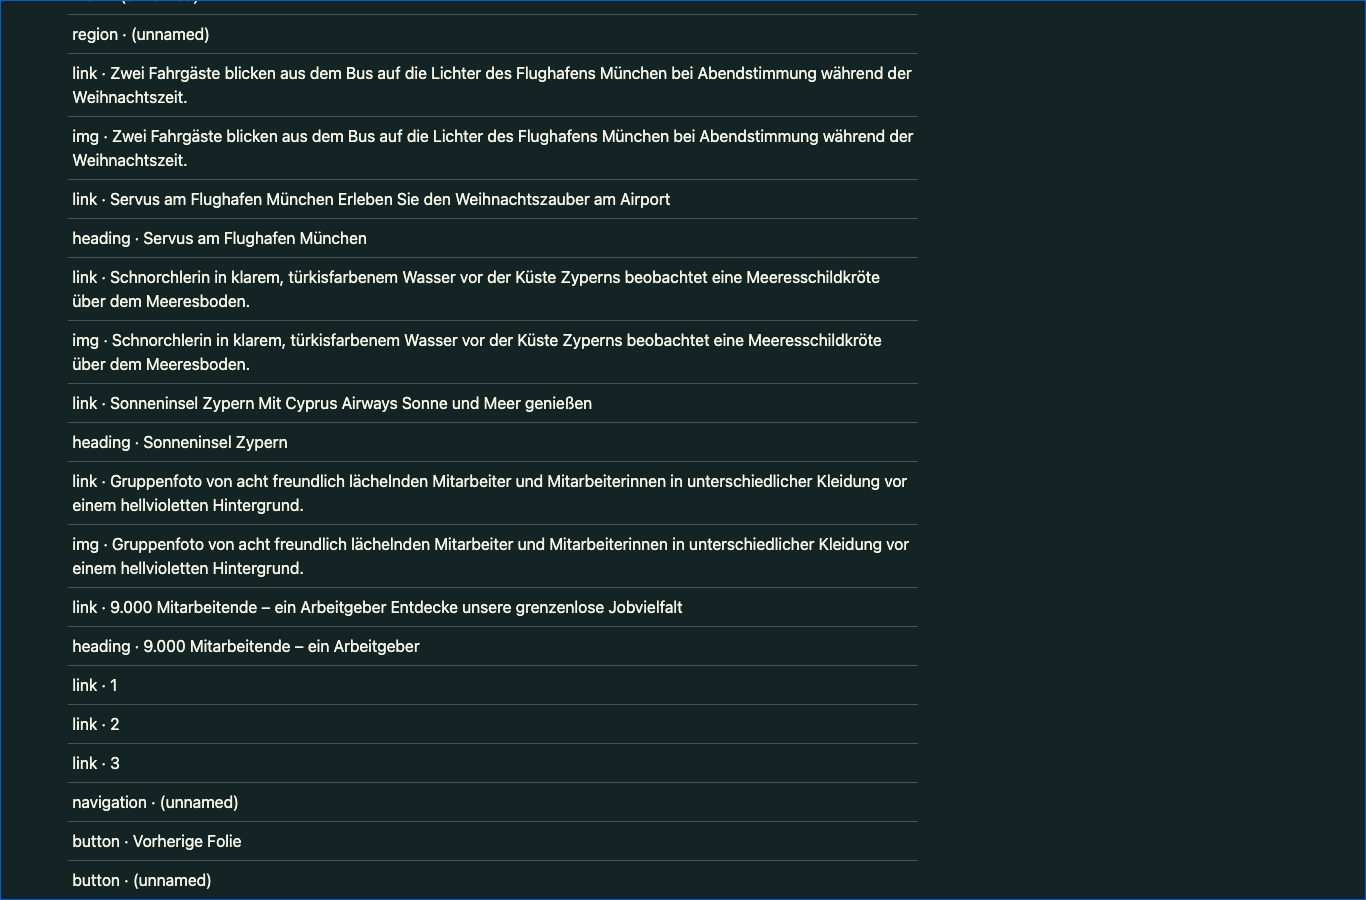 region · (unnamed)
link · Zwei Fahrgäste blicken aus dem Bus auf die Lichter des Flughafens München bei Abendstimmung während der
Weihnachtszeit.
img · Zwei Fahrgäste blicken aus dem Bus auf die Lichter des Flughafens München bei Abendstimmung während der
Weihnachtszeit.
link · Servus am Flughafen München Erleben Sie den Weihnachtszauber am Airport
heading · Servus am Flughafen München
link · Schnorchlerin in klarem, türkisfarbenem Wasser vor der Küste Zyperns beobachtet eine Meeresschildkröte
über dem Meeresboden.
img · Schnorchlerin in klarem, türkisfarbenem Wasser vor der Küste Zyperns beobachtet eine Meeresschildkröte
über dem Meeresboden.
link · Sonneninsel Zypern Mit Cyprus Airways Sonne und Meer genießen
heading · Sonneninsel Zypern
link · Gruppenfoto von acht freundlich lächelnden Mitarbeiter und Mitarbeiterinnen in unterschiedlicher Kleidung vor
einem hellvioletten Hintergrund.
img · Gruppenfoto von acht freundlich lächelnden Mitarbeiter und Mitarbeiterinnen in unterschiedlicher Kleidung vor
einem hellvioletten Hintergrund.
link · 9.000 Mitarbeitende – ein Arbeitgeber Entdecke unsere grenzenlose Jobvielfalt
heading · 9.000 Mitarbeitende – ein Arbeitgeber
link · 1
link · 2
link · 3
navigation · (unnamed)
button · Vorherige Folie
button · (unnamed)